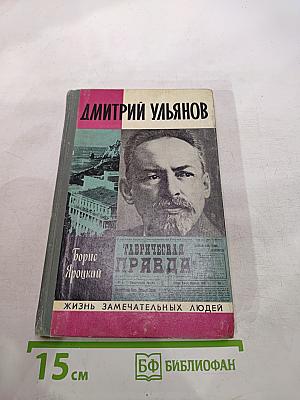 ДМИТРИЙ УЛЬЯНОВ
Борис
Яроцкий
ТАВРИЧЕСКАЯ
ПРАВДА
ЖИЗНЬ ЗАМЕЧАТЕЛЬНЫХ ЛЮДЕЙ
15 см
БФ БИБЛИОФАН